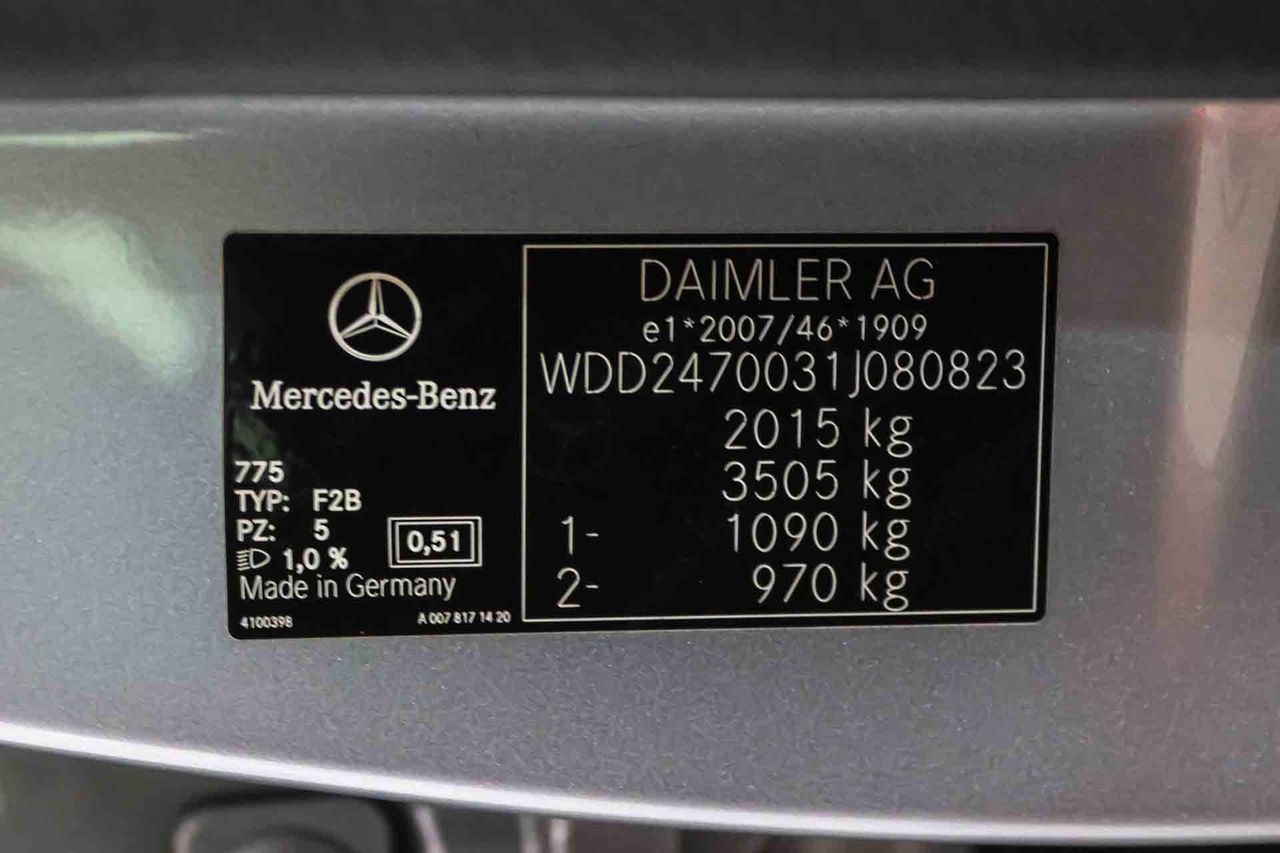 Mercedes-Benz
775
TYP: F2B
PZ: 5
1,0 %
0,51
Made in Germany
4100398
A 007 817 14 20
DAIMLER AG
e1*2007/46*1909
WDD2470031J080823
2015 kg
3505 kg
1- 1090 kg
2- 970 kg